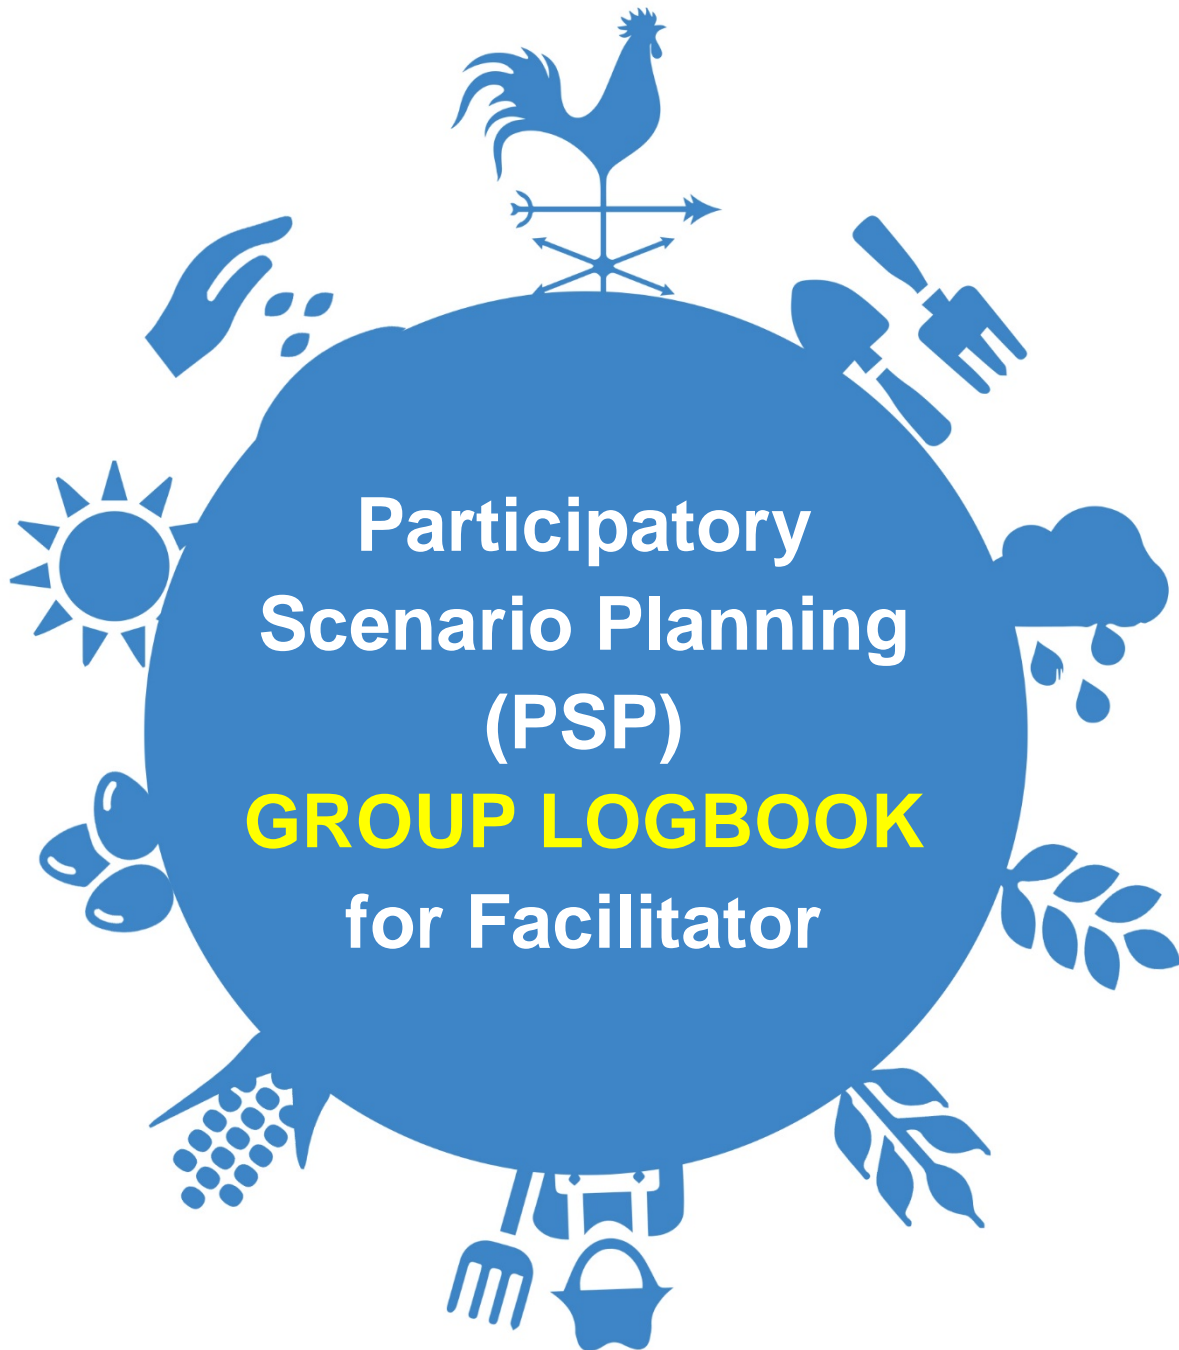 Participatory
Scenario Planning
(PSP)
GROUP LOGBOOK
for Facilitator